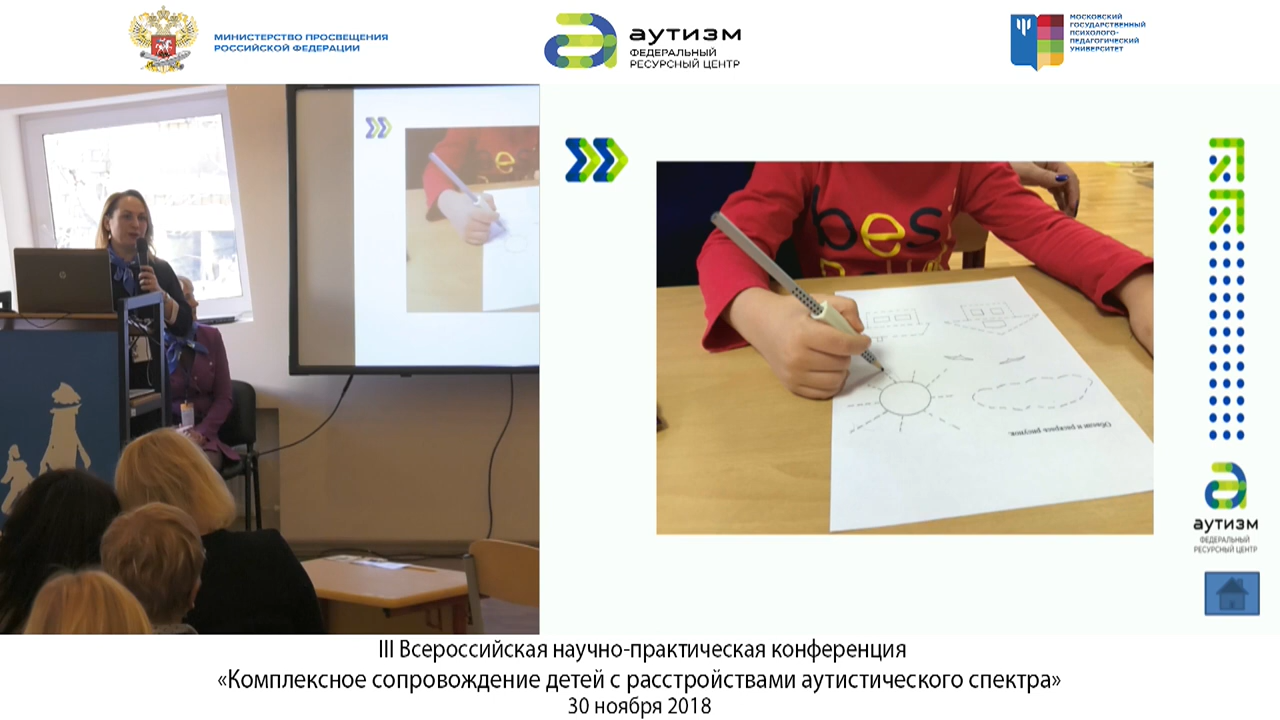 МИНИСТЕРСТВО ПРОСВЕЩЕНИЯ
РОССИЙСКОЙ ФЕДЕРАЦИИ
аутизм
ФЕДЕРАЛЬНЫЙ
РЕСУРСНЫЙ ЦЕНТР
МОСКОВСКИЙ
ГОСУДАРСТВЕННЫЙ
ПСИХОЛОГО-
ПЕДАГОГИЧЕСКИЙ
УНИВЕРСИТЕТ
bes
Обведи и раскрась рисунок.
аутизм
ФЕДЕРАЛЬНЫЙ
РЕСУРСНЫЙ ЦЕНТР
III Всероссийская научно-практическая конференция
«Комплексное сопровождение детей с расстройствами аутистического спектра»
30 ноября 2018